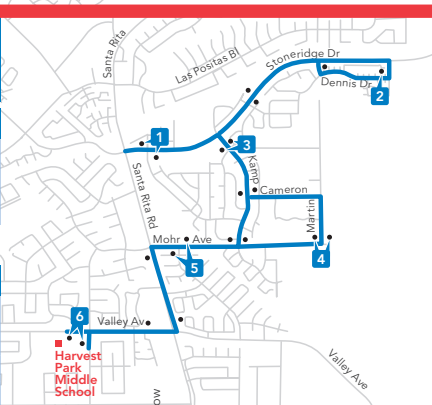 Santa Rita
Las Positas Bl
Stoneridge Dr
Dennis Dr
2
1
3
Kamp
Cameron
Santa Rita Rd
Martin
Mohr Ave
4
5
6
Valley Av
Harvest
Park
Middle
School
Valley Ave
ow